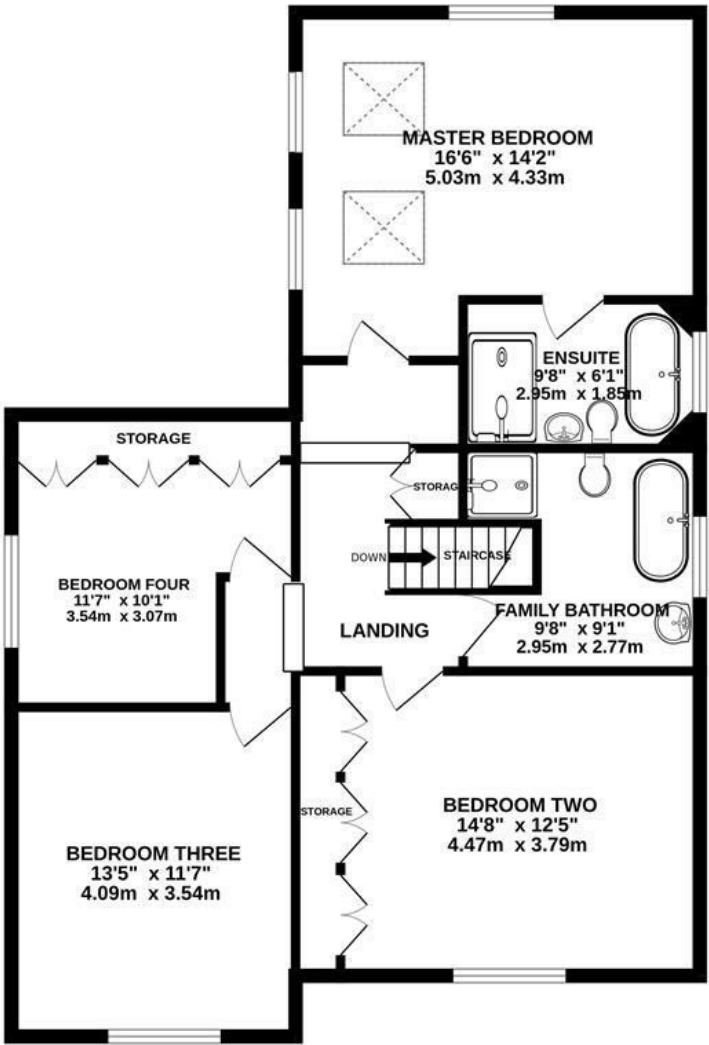 MASTER BEDROOM
16'6" x 14'2"
5.03m x 4.33m
ENSUITE
9'8" x 6'1"
2.95m x 1.85m
STORAGE
STORAGE
DOWN
STAIRCASE
BEDROOM FOUR
11'7" x 10'1"
3.54m x 3.07m
FAMILY BATHROOM
9'8" x 9'1"
2.95m x 2.77m
LANDING
STORAGE
BEDROOM TWO
14'8" x 12'5"
4.47m x 3.79m
BEDROOM THREE
13'5" x 11'7"
4.09m x 3.54m